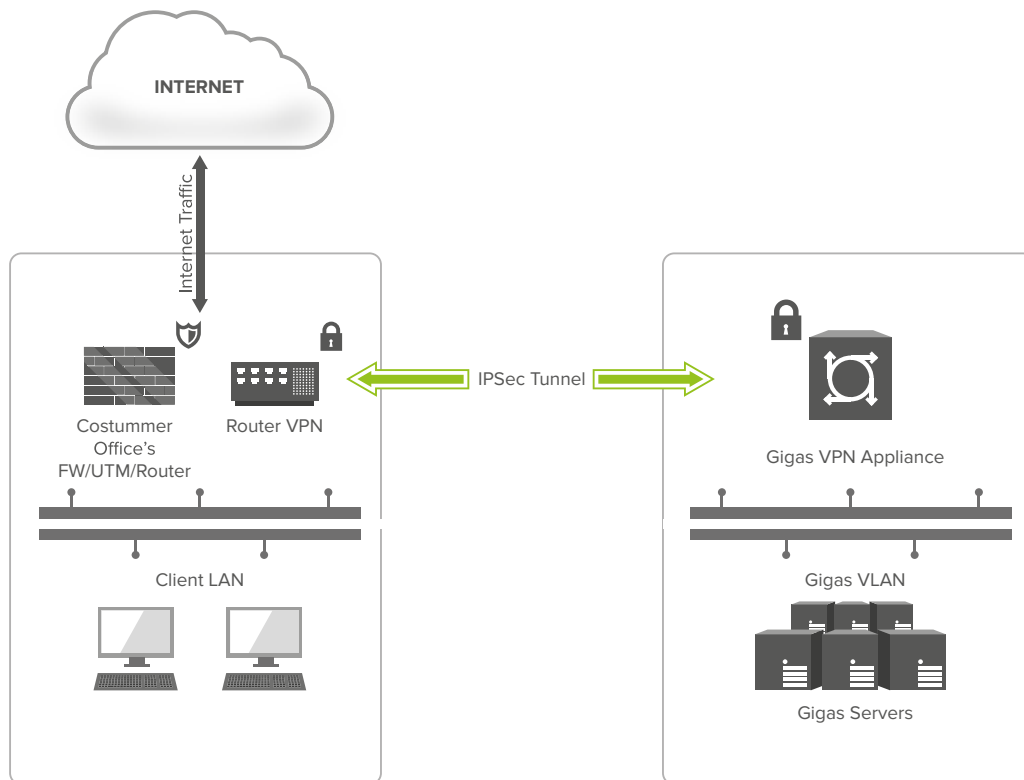 INTERNET
Internet Traffic
Costummer
Office's
FW/UTM/Router
Router VPN
IPSec Tunnel
Gigas VPN Appliance
Client LAN
Gigas VLAN
Gigas Servers